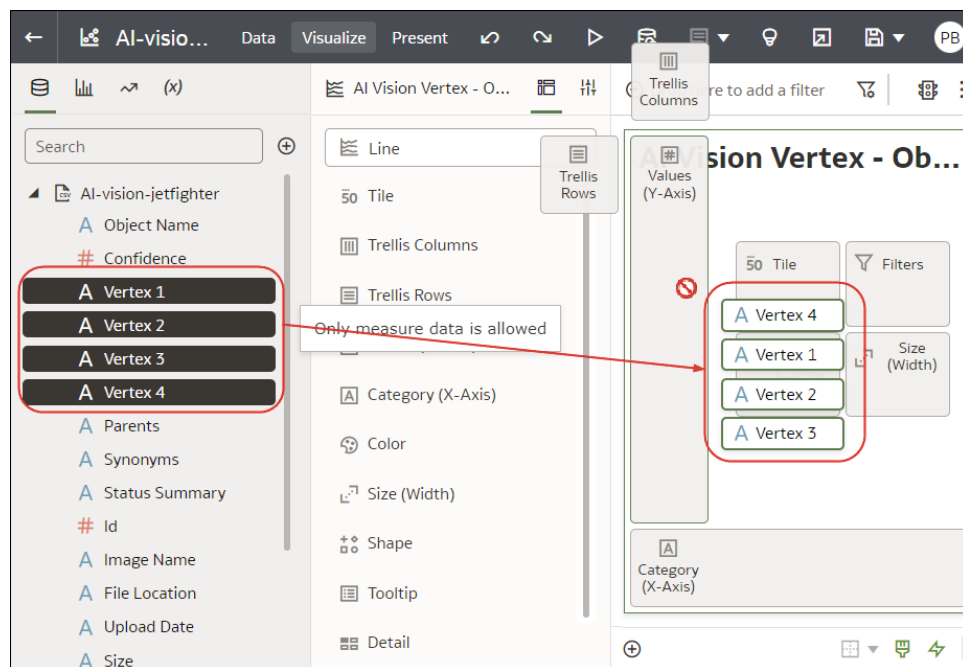 AI-visio...
Data
Visualize
Present
PB
Search
AI-vision-jetfighter
A Object Name
# Confidence
A Vertex 1
A Vertex 2
A Vertex 3
A Vertex 4
A Parents
A Synonyms
A Status Summary
# Id
A Image Name
A File Location
A Upload Date
A Size
(x)
AI Vision Vertex - O...
Line
50 Tile
Trellis Columns
Trellis Rows
Only measure data is allowed
A Category (X-Axis)
Color
Size (Width)
Shape
Tooltip
Detail
Trellis
Columns
re to add a filter
Trellis
Rows
Vision Vertex - Ob...
# Values
(Y-Axis)
50 Tile
Filters
A Vertex 4
A Vertex 1
A Vertex 2
A Vertex 3
Size
(Width)
A
Category
(X-Axis)